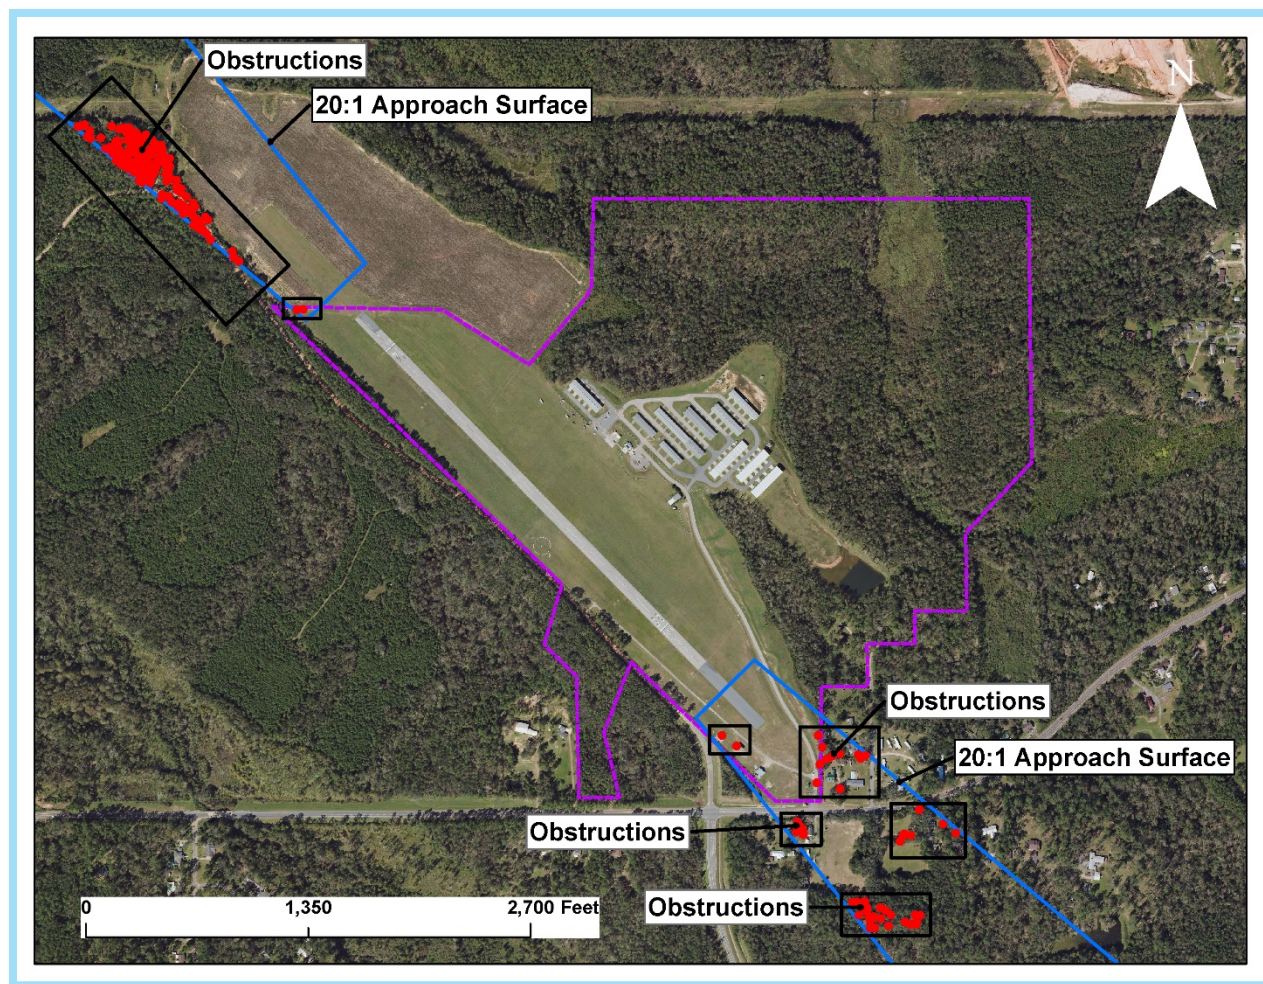 Obstructions
N
20:1 Approach Surface
Obstructions
20:1 Approach Surface
Obstructions
Obstructions
0 1,350 2,700 Feet